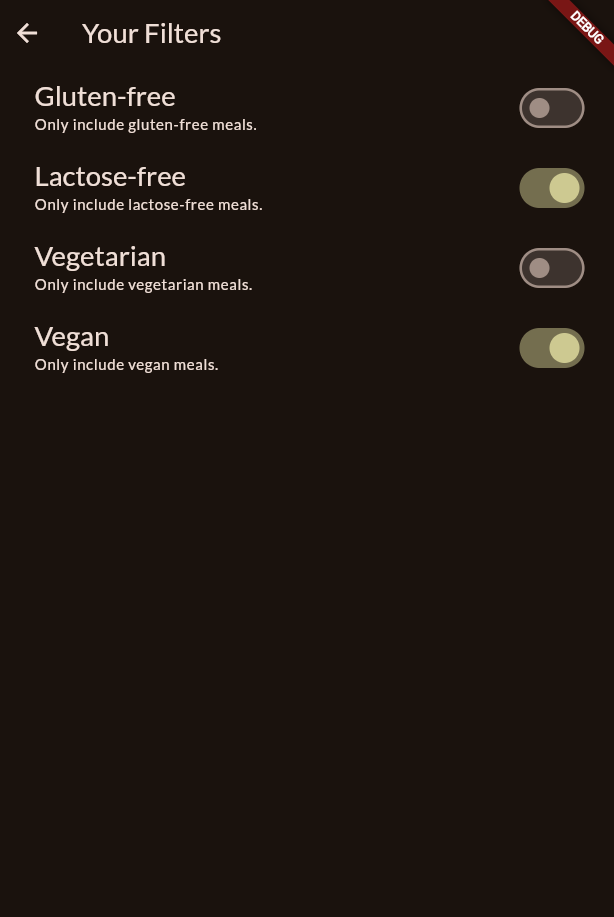 Your Filters
DEBUG
Gluten-free
Only include gluten-free meals.
Lactose-free
Only include lactose-free meals.
Vegetarian
Only include vegetarian meals.
Vegan
Only include vegan meals.